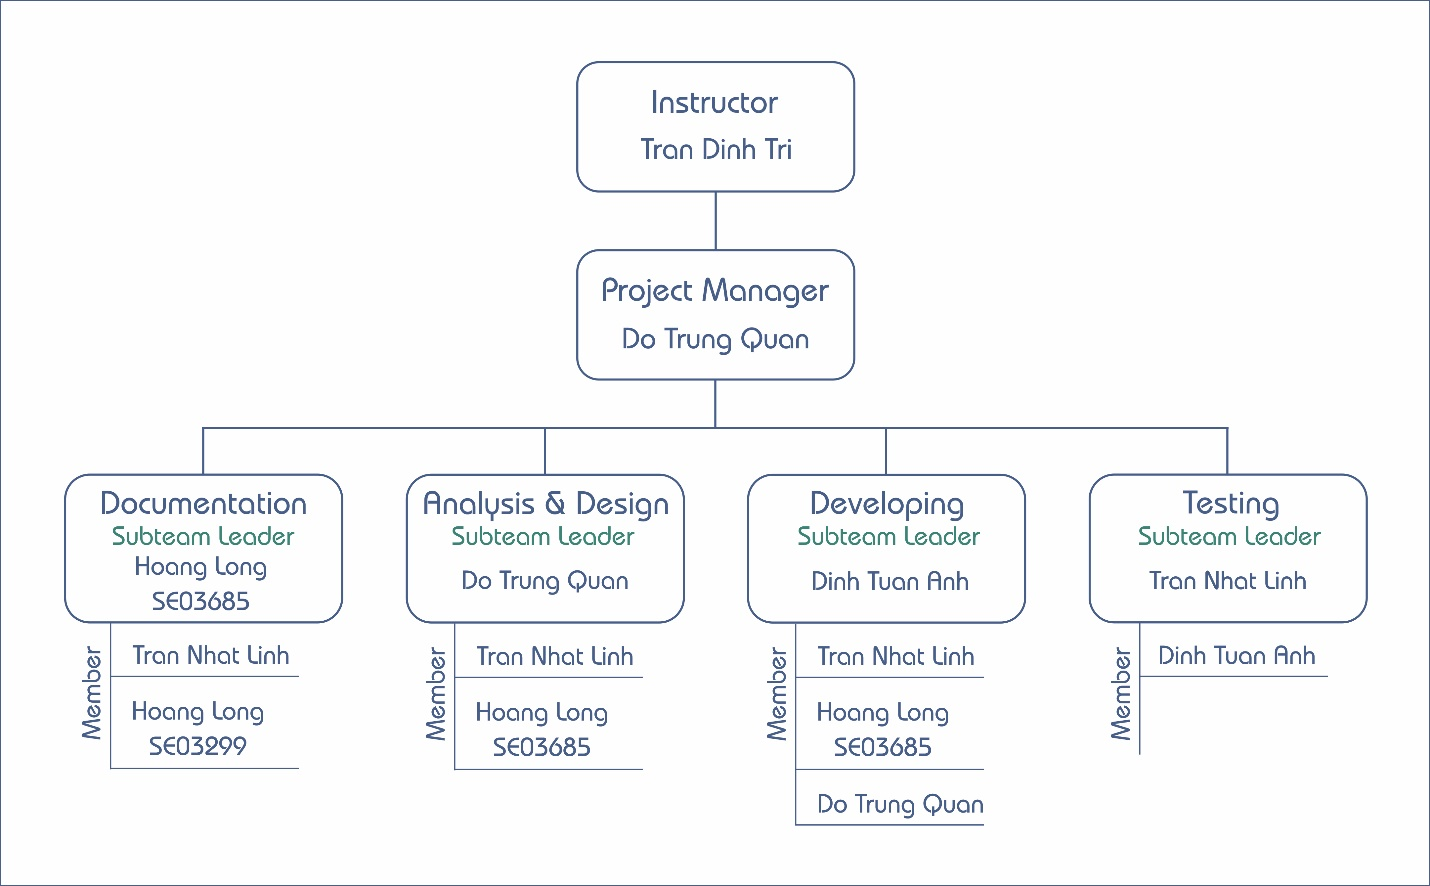 Instructor
Tran Dinh Tri
Project Manager
Do Trung Quan
Documentation
Subteam Leader
Hoang Long
SE03685
Member
Tran Nhat Linh
Hoang Long
SE03299
Analysis & Design
Subteam Leader
Do Trung Quan
Member
Tran Nhat Linh
Hoang Long
SE03685
Developing
Subteam Leader
Dinh Tuan Anh
Member
Tran Nhat Linh
Hoang Long
SE03685
Do Trung Quan
Testing
Subteam Leader
Tran Nhat Linh
Member
Dinh Tuan Anh